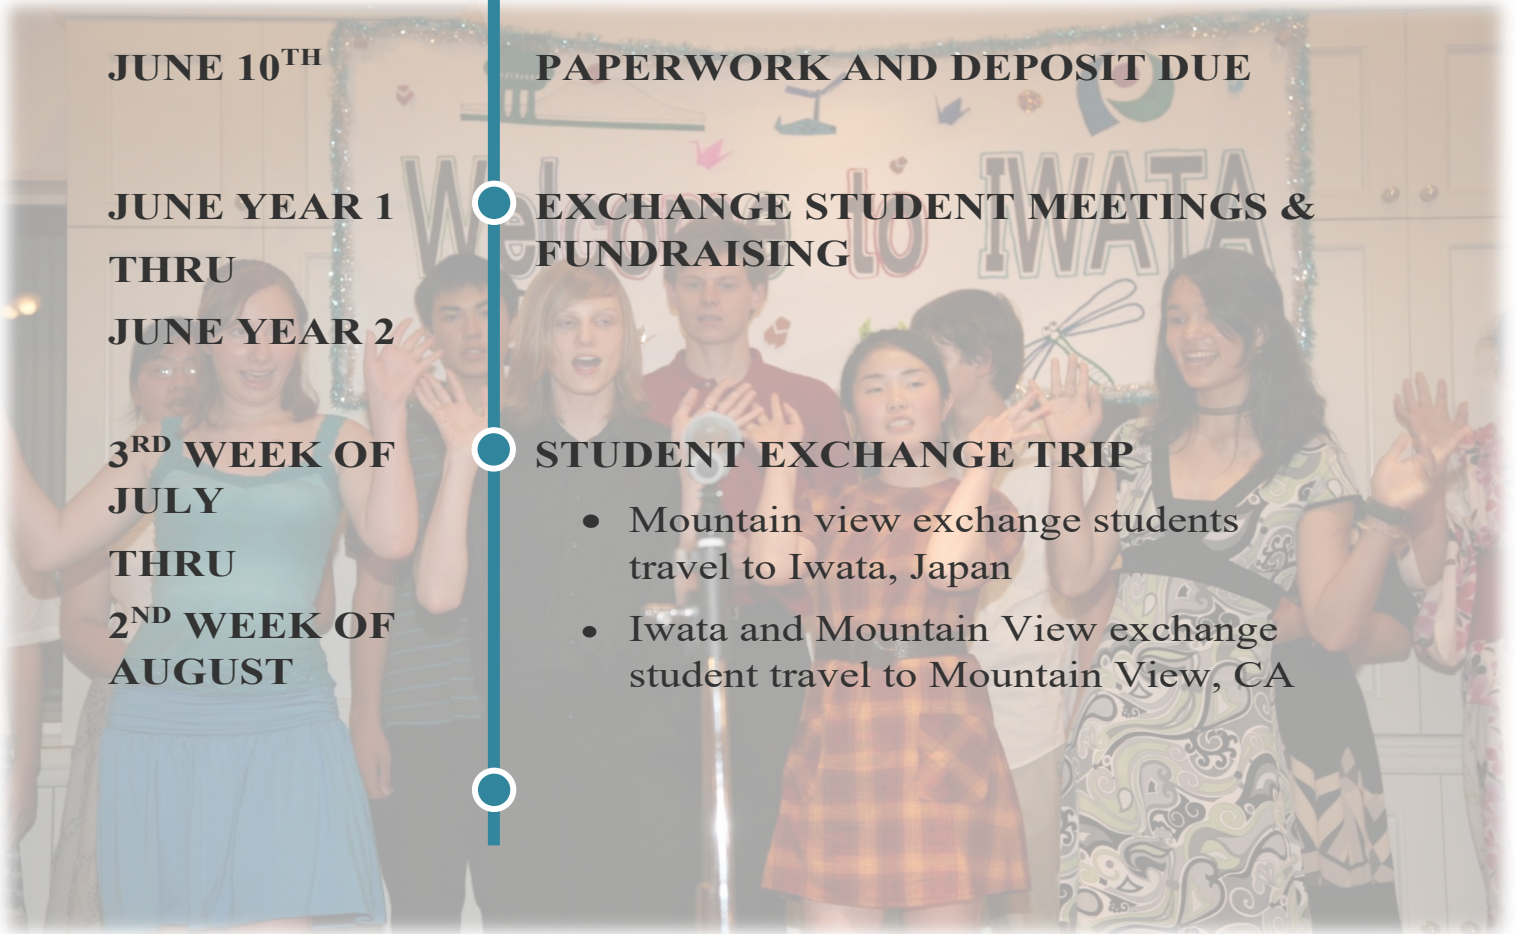 JUNE 10TH
PAPERWORK AND DEPOSIT DUE
JUNE YEAR 1
THRU
JUNE YEAR 2
EXCHANGE STUDENT MEETINGS &
FUNDRAISING
3RD WEEK OF
JULY
THRU
2ND WEEK OF
AUGUST
STUDENT EXCHANGE TRIP
• Mountain view exchange students
travel to Iwata, Japan
• Iwata and Mountain View exchange
student travel to Mountain View, CA
Welcome to IWATA